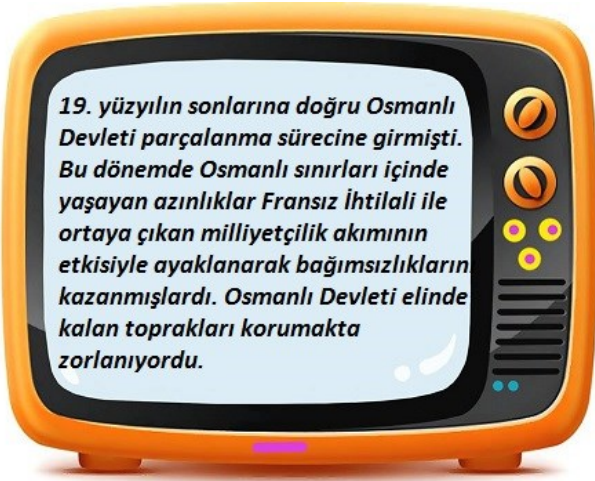 19. yüzyılın sonlarına doğru Osmanlı
Devleti parçalanma sürecine girmişti.
Bu dönemde Osmanlı sınırları içinde
yaşayan azınlıklar Fransız İhtilali ile
ortaya çıkan milliyetçilik akımının
etkisiyle ayaklanarak bağımsızlıkların
kazanmışlardı. Osmanlı Devleti elinde
kalan toprakları korumakta
zorlanıyordu.